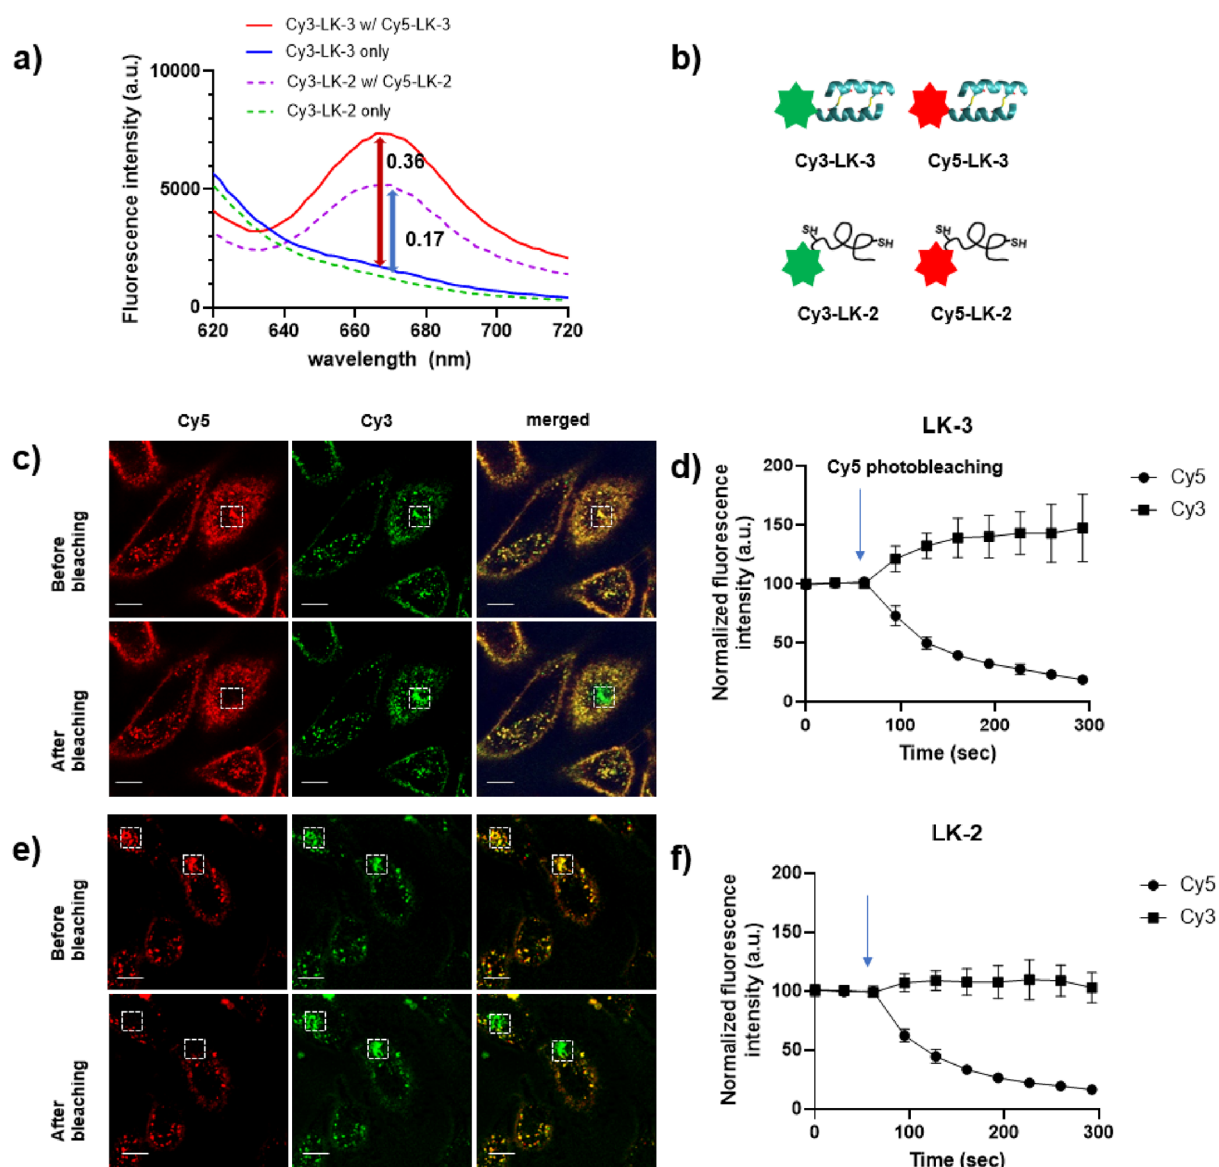 a)
Cy3-LK-3 w/ Cy5-LK-3
Cy3-LK-3 only
Cy3-LK-2 w/ Cy5-LK-2
Cy3-LK-2 only
Fluorescence intensity (a.u.)
10000
5000
0
0.36
0.17
620 640 660 680 700 720
wavelength (nm)
b)
Cy3-LK-3 Cy5-LK-3
SH SH SH SH
Cy3-LK-2 Cy5-LK-2
c)
Cy5 Cy3 merged
Before
bleaching
After
bleaching
d)
LK-3
Cy5 photobleaching
Cy5
Cy3
Normalized fluorescence
intensity (a.u.)
200
150
100
50
0
0 100 200 300
Time (sec)
e)
Before
bleaching
After
bleaching
f)
LK-2
Cy5
Cy3
Normalized fluorescence
intensity (a.u.)
200
150
100
50
0
0 100 200 300
Time (sec)